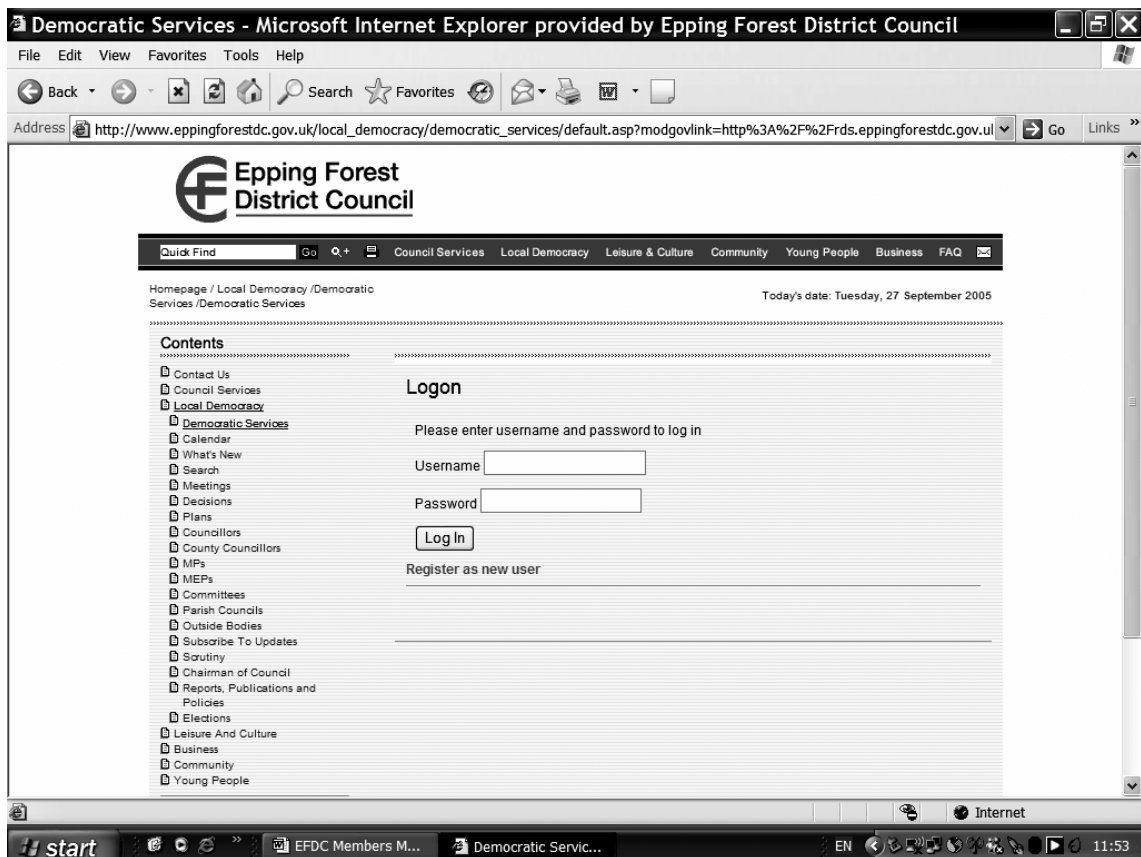 Democratic Services - Microsoft Internet Explorer provided by Epping Forest District Council
File Edit View Favorites Tools Help
Back Search Favorites
Address http://www.eppingforestdc.gov.uk/local_democracy/democratic_services/default.asp?modgovlink=http%3A%2F%2Frds.eppingforestdc.gov.ul Go Links »
Epping Forest
District Council
Quick Find Go Council Services Local Democracy Leisure & Culture Community Young People Business FAQ
Homepage / Local Democracy /Democratic
Services /Democratic Services
Today's date: Tuesday, 27 September 2005
Contents
Contact Us
Council Services
Local Democracy
Democratic Services
Calendar
What's New
Search
Meetings
Decisions
Plans
Councillors
County Councillors
MPs
MEPs
Committees
Parish Councils
Outside Bodies
Subscribe To Updates
Scrutiny
Chairman of Council
Reports, Publications and
Policies
Elections
Leisure And Culture
Business
Community
Young People
Logon
Please enter username and password to log in
Username
Password
Log In
Register as new user
Internet
start » EFDC Members M... Democratic Servic... EN 11:53